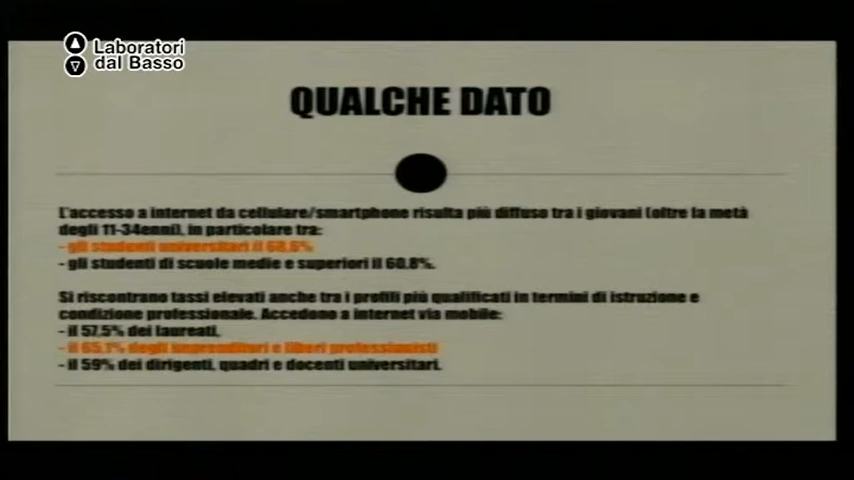 Laboratori
dal Basso
QUALCHE DATO
L'accesso a internet da cellulare/smartphone risulta più diffuso tra i giovani (oltre la metà
degli 11-34enni), in particolare tra:
- gli studenti universitari il 68,6%
- gli studenti di scuole medie e superiori il 60,8%.
Si riscontrano tassi elevati anche tra i profili più qualificati in termini di istruzione e
condizione professionale. Accedono a internet via mobile:
- il 57,5% dei laureati,
- il 65,1% degli imprenditori e liberi professionisti
- il 59% dei dirigenti, quadri e docenti universitari.